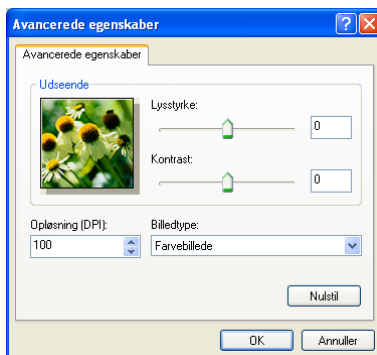 Avancerede egenskaber
Avancerede egenskaber
Udseende
Lysstyrke:
0
Kontrast:
0
Opløsning (DPI):
Billedtype:
100
Farvebillede
Nulstil
OK
Annuller